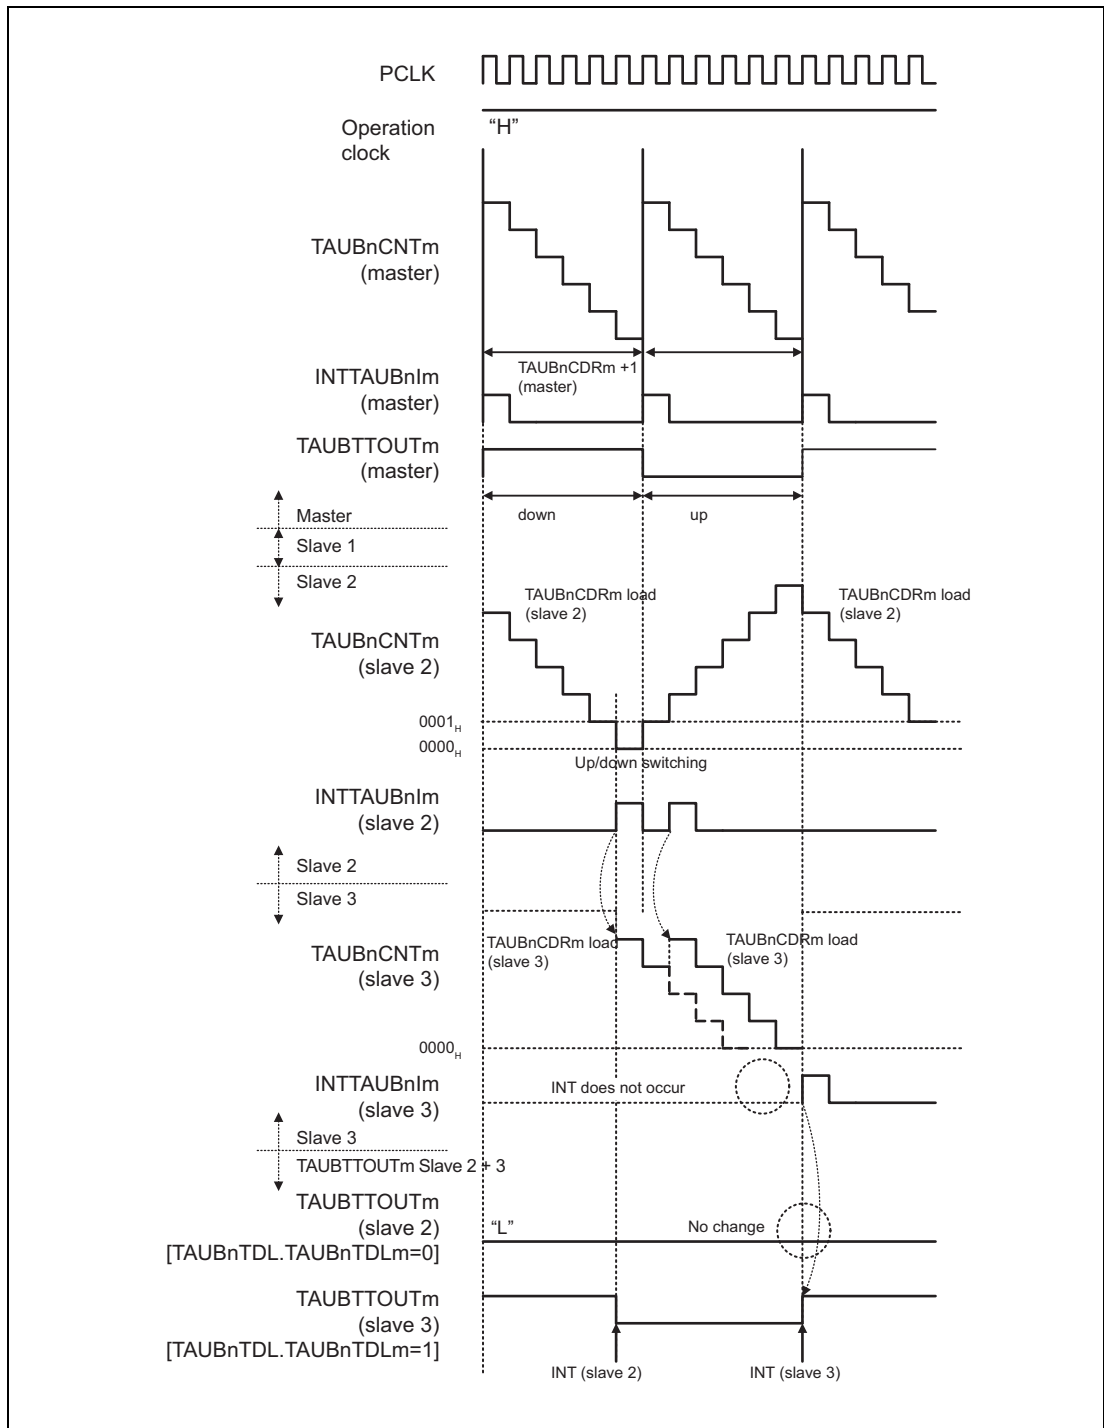 PCLK
Operation
clock
“H”
TAUBnCNTm
(master)
TAUBnCDRm +1
(master)
INTTAUBnIm
(master)
TAUBTTOUTm
(master)
down
up
Master
Slave 1
Slave 2
TAUBnCDRm load
(slave 2)
TAUBnCDRm load
(slave 2)
TAUBnCNTm
(slave 2)
0001H
0000H
Up/down switching
INTTAUBnIm
(slave 2)
Slave 2
Slave 3
TAUBnCDRm load
(slave 3)
TAUBnCDRm load
(slave 3)
TAUBnCNTm
(slave 3)
0000H
INTTAUBnIm
(slave 3)
INT does not occur
Slave 3
TAUBTTOUTm Slave 2 + 3
TAUBTTOUTm
(slave 2)
[TAUBnTDL.TAUBnTDLm=0]
“L”
No change
TAUBTTOUTm
(slave 3)
[TAUBnTDL.TAUBnTDLm=1]
INT (slave 2)
INT (slave 3)